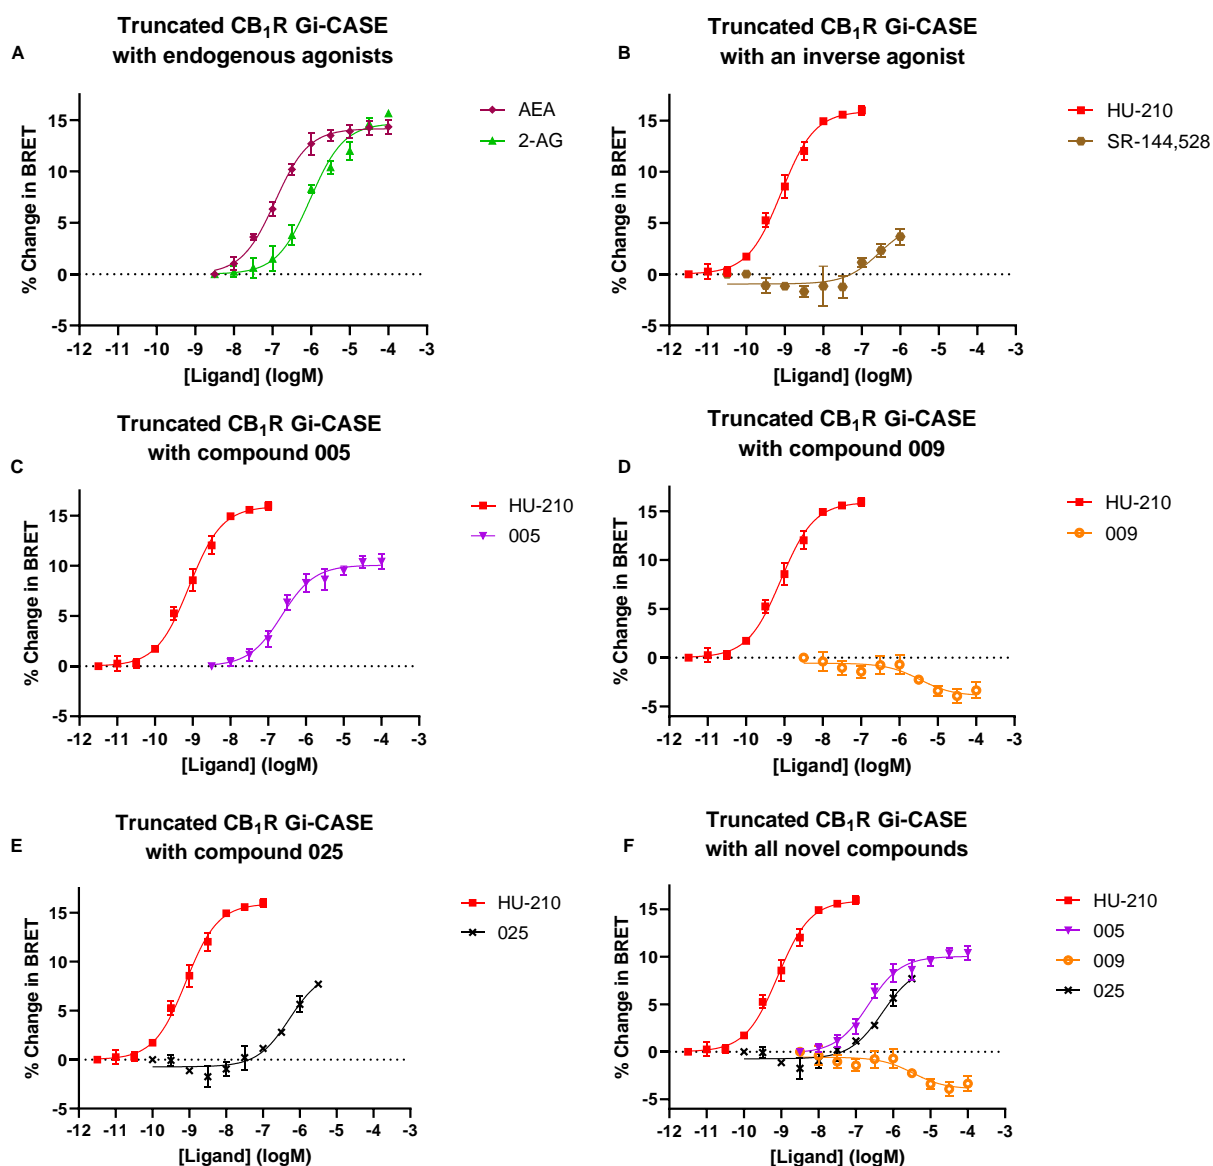 A
Truncated CB₁R Gi-CASE
with endogenous agonists
% Change in BRET
15
10
5
0
-5
-12 -11 -10 -9 -8 -7 -6 -5 -4 -3
[Ligand] (logM)
AEA
2-AG
B
Truncated CB₁R Gi-CASE
with an inverse agonist
% Change in BRET
15
10
5
0
-5
-12 -11 -10 -9 -8 -7 -6 -5 -4 -3
[Ligand] (logM)
HU-210
SR-144,528
C
Truncated CB₁R Gi-CASE
with compound 005
% Change in BRET
15
10
5
0
-5
-12 -11 -10 -9 -8 -7 -6 -5 -4 -3
[Ligand] (logM)
HU-210
005
D
Truncated CB₁R Gi-CASE
with compound 009
% Change in BRET
15
10
5
0
-5
-12 -11 -10 -9 -8 -7 -6 -5 -4 -3
[Ligand] (logM)
HU-210
009
E
Truncated CB₁R Gi-CASE
with compound 025
% Change in BRET
15
10
5
0
-5
-12 -11 -10 -9 -8 -7 -6 -5 -4 -3
[Ligand] (logM)
HU-210
025
F
Truncated CB₁R Gi-CASE
with all novel compounds
% Change in BRET
15
10
5
0
-5
-12 -11 -10 -9 -8 -7 -6 -5 -4 -3
[Ligand] (logM)
HU-210
005
009
025